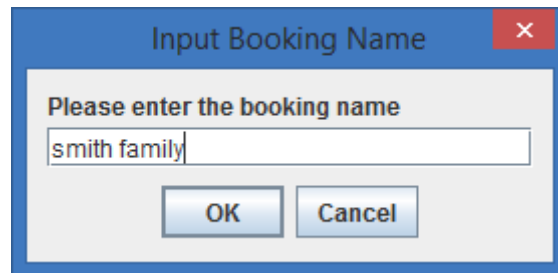 Input Booking Name
Please enter the booking name
smith family
OK Cancel